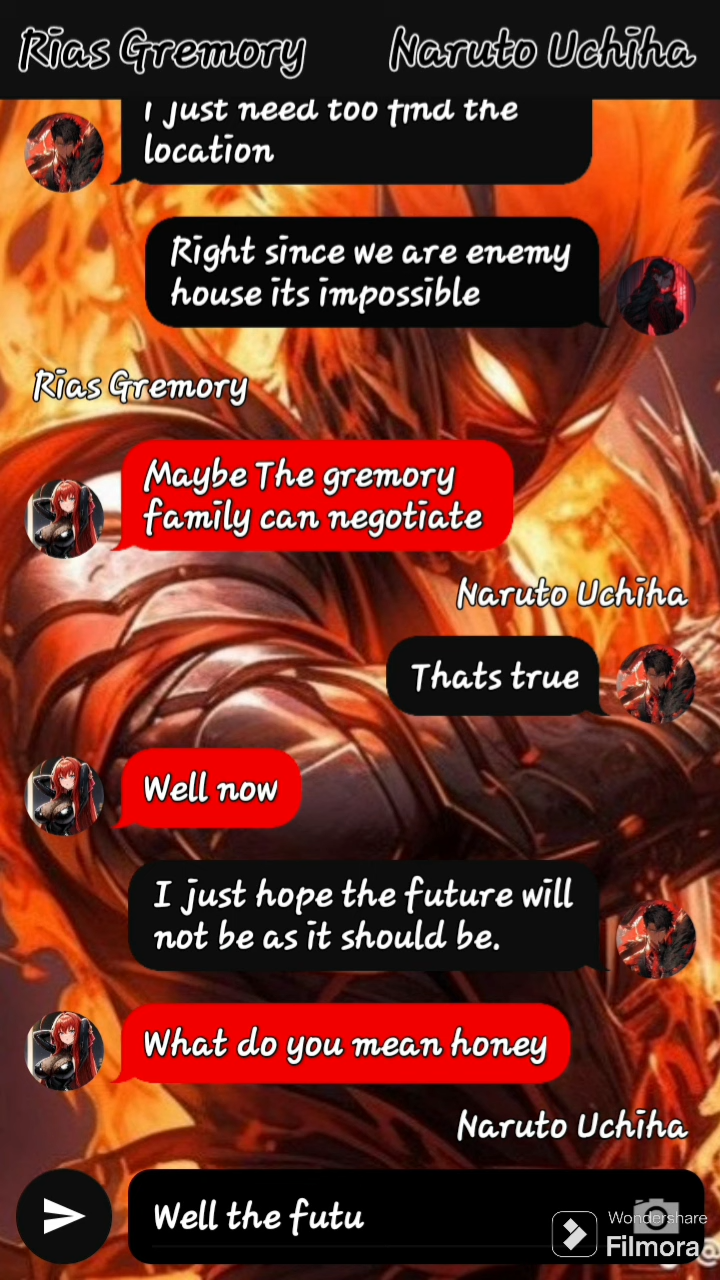 Rias Gremory
Naruto Uchiha
i just need too find the
location
Right since we are enemy
house its impossible
Rias Gremory
Maybe The gremory
family can negotiate
Naruto Uchiha
Thats true
Well now
I just hope the future will
not be as it should be.
What do you mean honey
Naruto Uchiha
Well the futu
Wondershare
Filmora
@